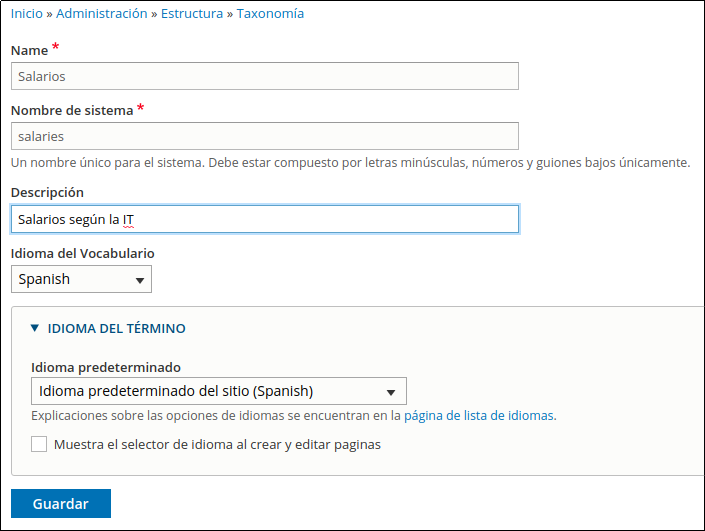 Inicio » Administración » Estructura » Taxonomía
Name *
Salarios
Nombre de sistema *
salaries
Un nombre único para el sistema. Debe estar compuesto por letras minúsculas, números y guiones bajos únicamente.
Descripción
Salarios según la IT
Idioma del Vocabulario
Spanish
IDIOMA DEL TÉRMINO
Idioma predeterminado
Idioma predeterminado del sitio (Spanish)
Explicaciones sobre las opciones de idiomas se encuentran en la página de lista de idiomas.
Muestra el selector de idioma al crear y editar paginas
Guardar